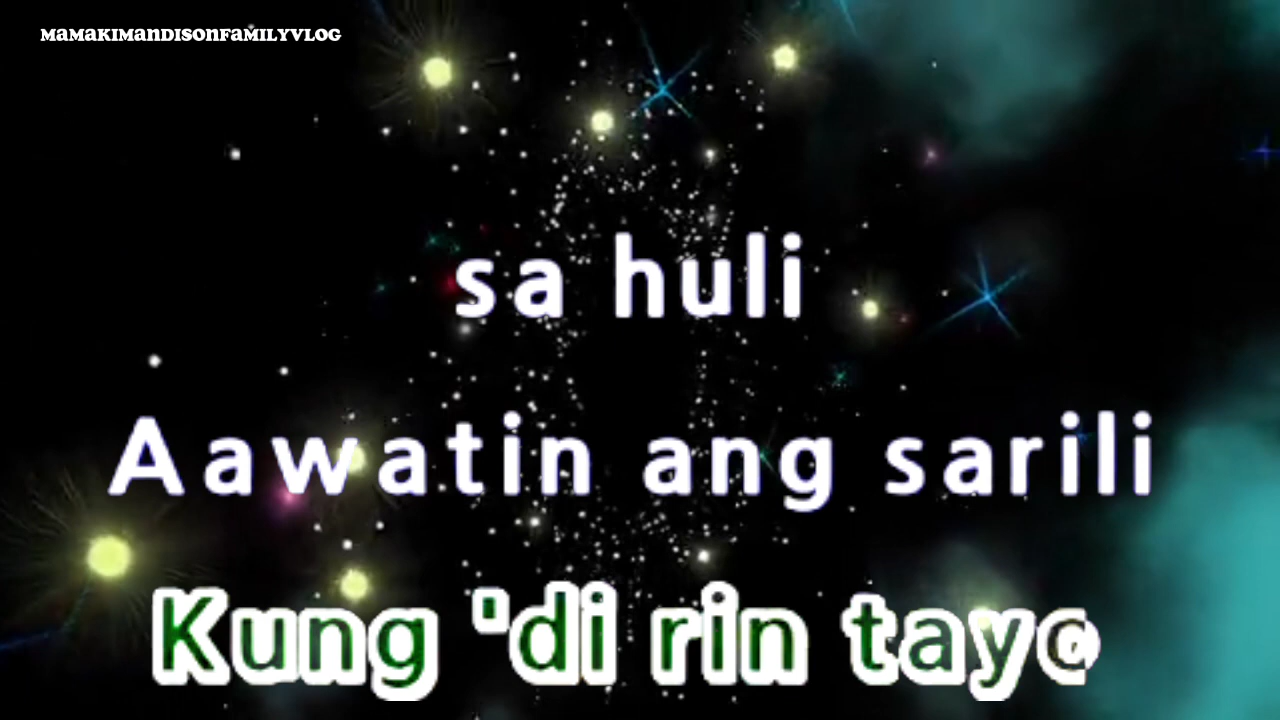 MAMAKIMANDISONFAMILYVLOG
sa huli
Aawatin ang sarili
Kung 'di rin tayo